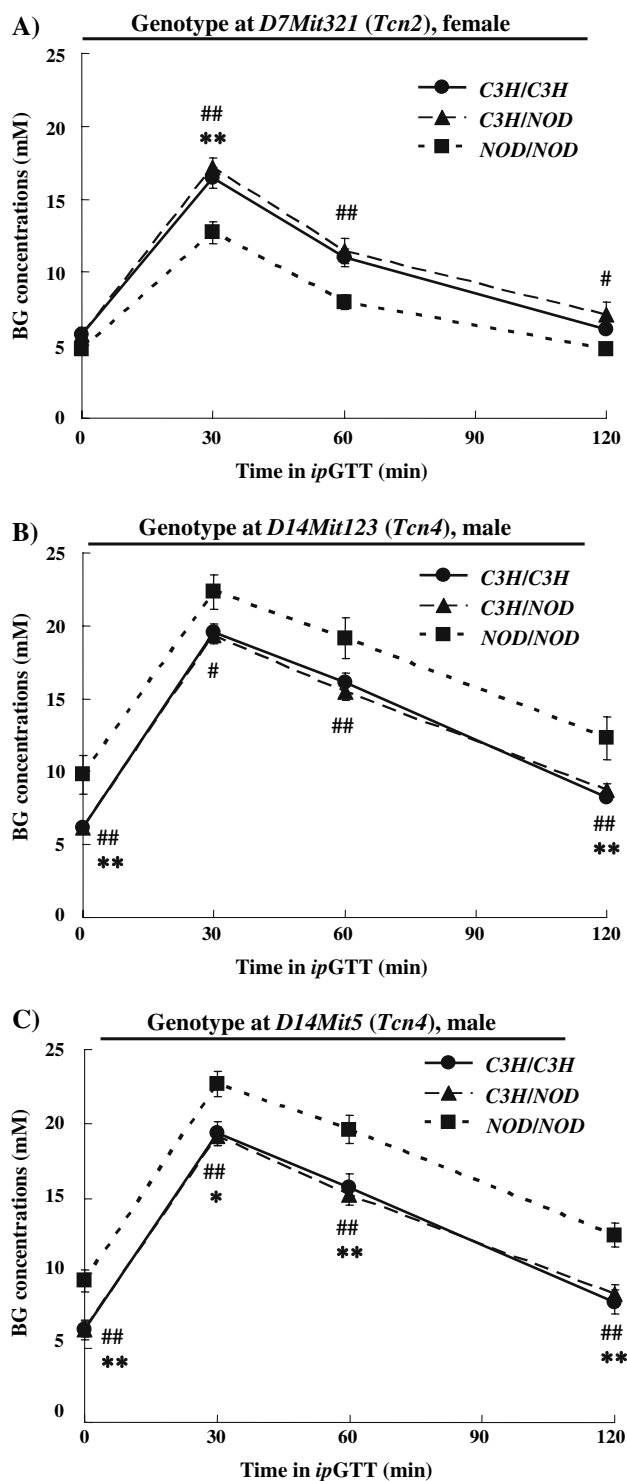 A)
Genotype at D7Mit321 (Tcn2), female
25
20
15
10
5
0
BG concentrations (mM)
C3H/C3H
C3H/NOD
NOD/NOD
##
**
##
#
0 30 60 90 120
Time in ipGTT (min)
B)
Genotype at D14Mit123 (Tcn4), male
25
20
15
10
5
0
BG concentrations (mM)
C3H/C3H
C3H/NOD
NOD/NOD
#
##
##
**
##
**
0 30 60 90 120
Time in ipGTT (min)
C)
Genotype at D14Mit5 (Tcn4), male
25
20
15
10
5
0
BG concentrations (mM)
C3H/C3H
C3H/NOD
NOD/NOD
##
*
##
**
##
**
##
**
0 30 60 90 120
Time in ipGTT (min)